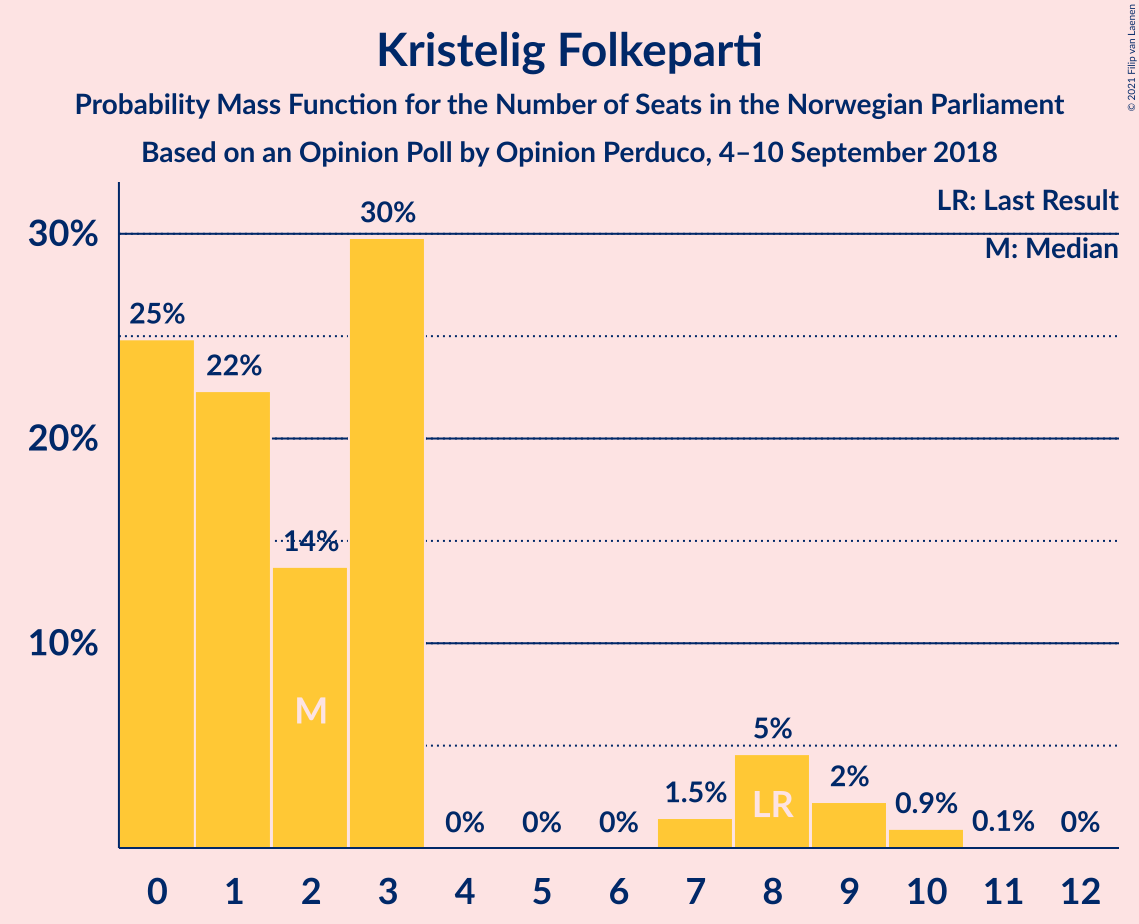 Kristelig Folkeparti
Probability Mass Function for the Number of Seats in the Norwegian Parliament
Based on an Opinion Poll by Opinion Perduco, 4–10 September 2018
© 2021 Filip van Laenen
LR: Last Result
M: Median
30%
20%
10%
25%
22%
14%
30%
0%
0%
0%
1.5%
5%
2%
0.9%
0.1%
0%
M
LR
0 1 2 3 4 5 6 7 8 9 10 11 12